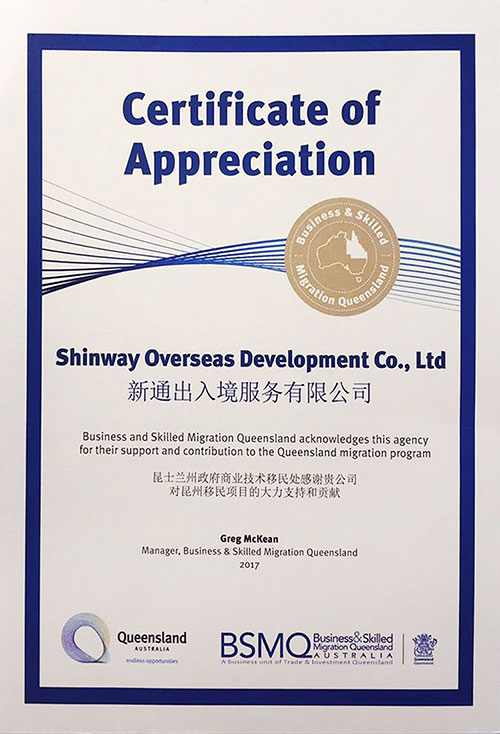 Certificate of
Appreciation
Business & Skilled
Migration Queensland
Shinway Overseas Development Co., Ltd
新通出入境服务有限公司
Business and Skilled Migration Queensland acknowledges this agency
for their support and contribution to the Queensland migration program
昆士兰州政府商业技术移民处感谢贵公司
对昆州移民项目的大力支持和贡献
Greg McKean
Manager, Business & Skilled Migration Queensland
2017
Queensland
AUSTRALIA
endless opportunities
BSMQ
Business&Skilled
Migration Queensland
AUSTRALIA
A business unit of Trade & Investment Queensland
Queensland
Government